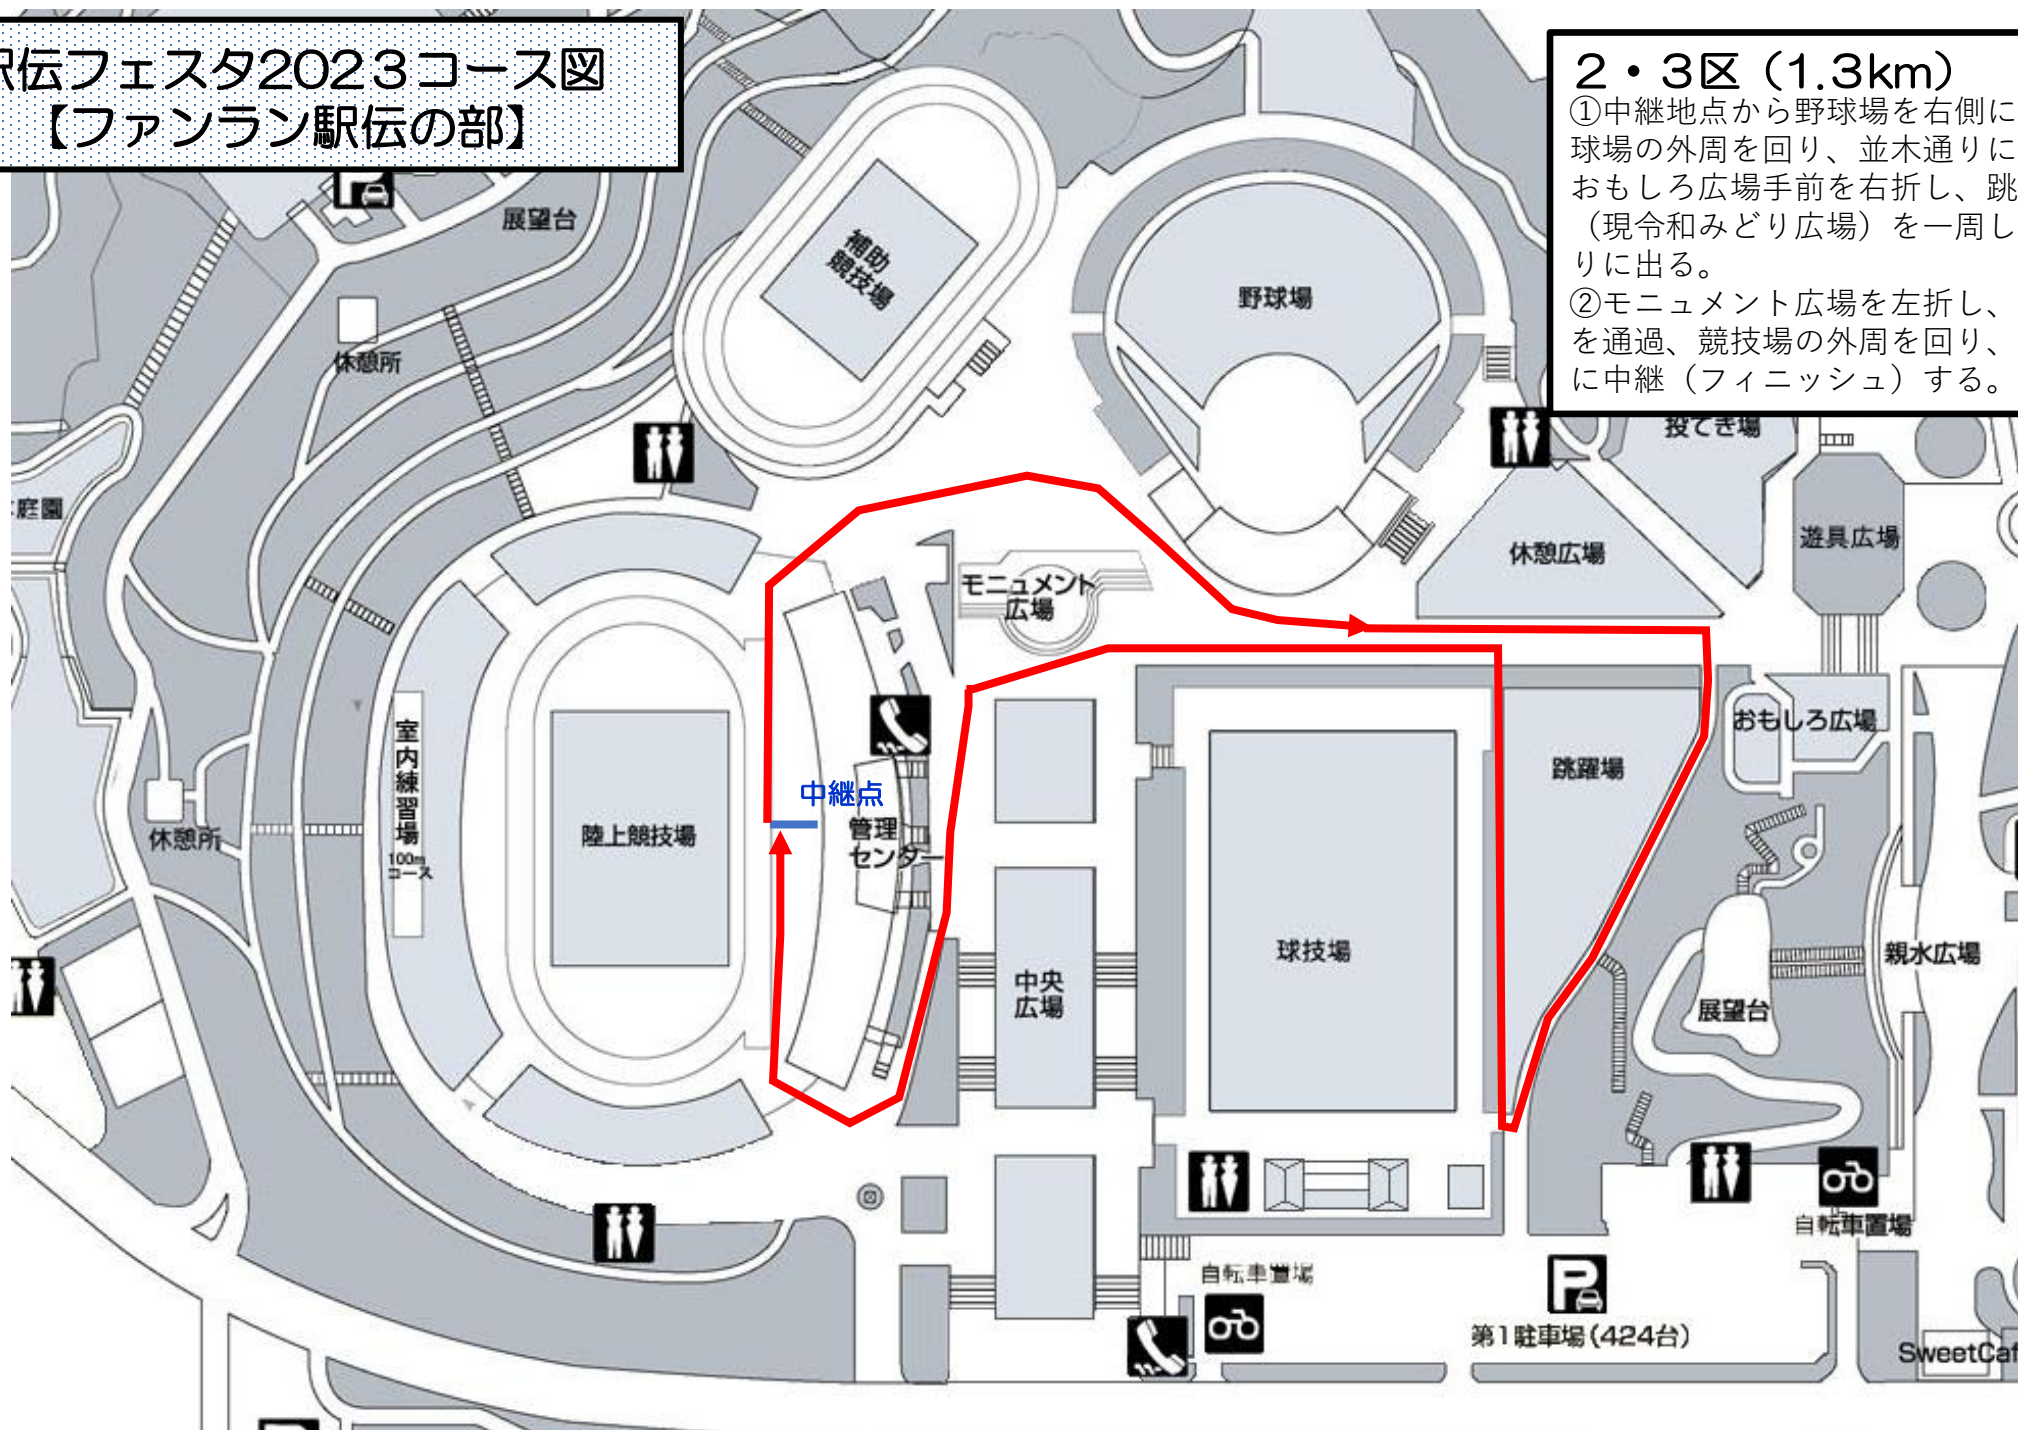 駅伝フェスタ2023コース図
【ファンラン駅伝の部】
2・3区（1.3km）
①中継地点から野球場を右側に
球場の外周を回り、並木通りに
おもしろ広場手前を右折し、跳
（現令和みどり広場）を一周し
りに出る。
②モニュメント広場を左折し、
を通過、競技場の外周を回り、
に中継（フィニッシュ）する。
展望台
補助
競技場
野球場
休憩所
投てき場
庭園
遊具広場
休憩広場
モニュメント
広場
おもしろ広場
室内練習場
100m
コース
跳躍場
中継点
管理
センター
陸上競技場
休憩所
球技場
中央
広場
親水広場
展望台
自転車置場
自転車置場
第1駐車場(424台)
SweetCaf